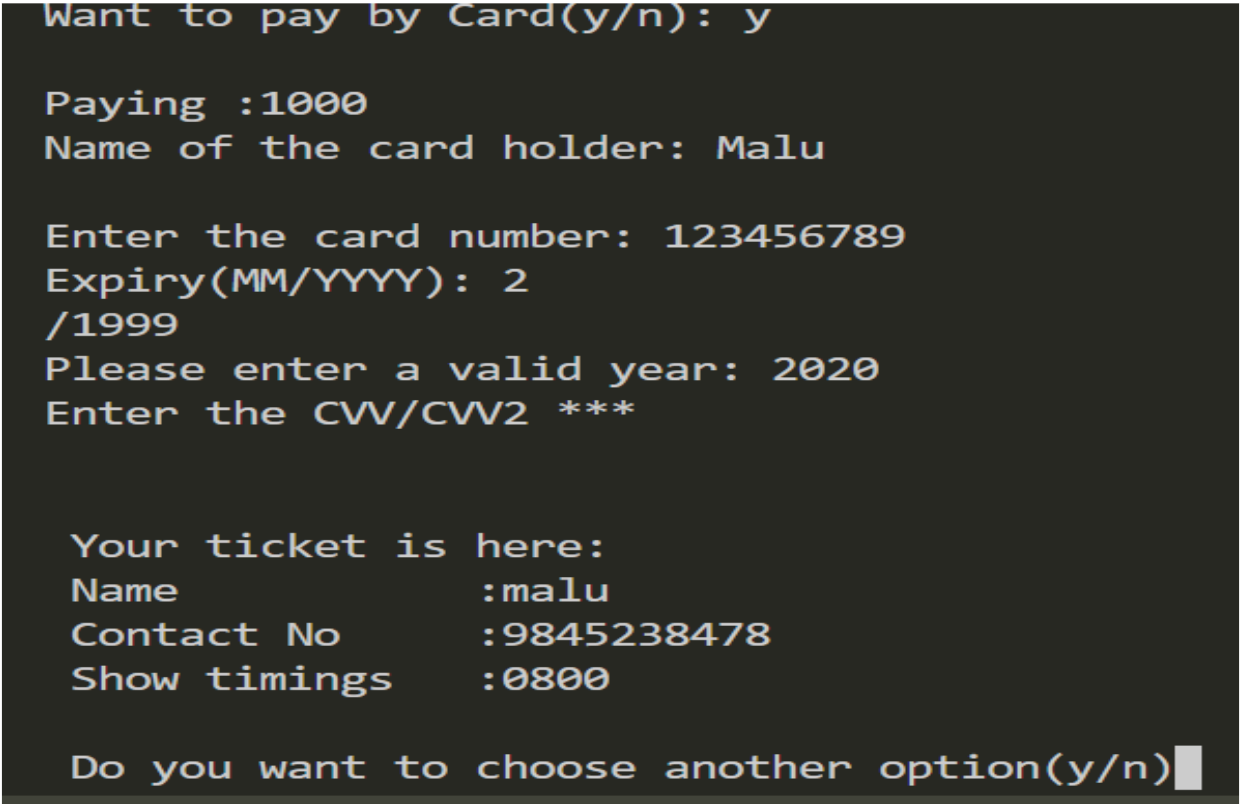 Want to pay by Card(y/n): y
Paying :1000
Name of the card holder: Malu
Enter the card number: 123456789
Expiry(MM/YYYY): 2
/1999
Please enter a valid year: 2020
Enter the CVV/CVV2 ***
Your ticket is here:
Name :malu
Contact No :9845238478
Show timings :0800
Do you want to choose another option(y/n)